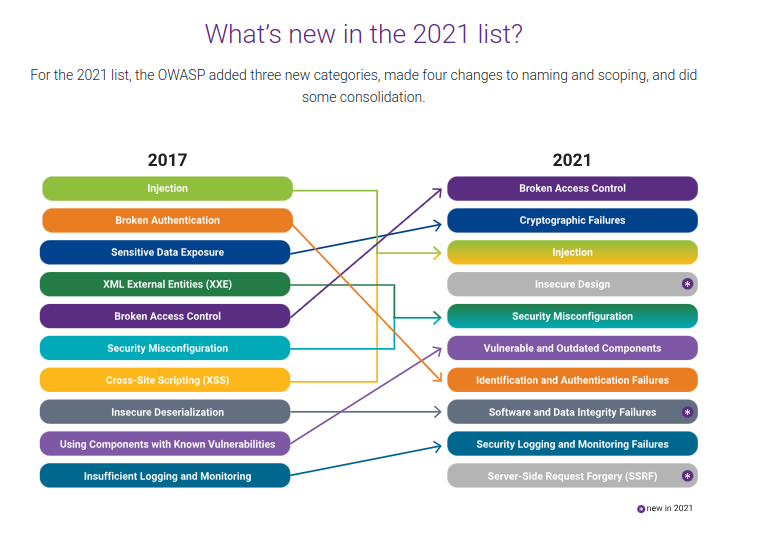 What’s new in the 2021 list?
For the 2021 list, the OWASP added three new categories, made four changes to naming and scoping, and did
some consolidation.
2017
2021
Injection
Broken Authentication
Sensitive Data Exposure
XML External Entities (XXE)
Broken Access Control
Security Misconfiguration
Cross-Site Scripting (XSS)
Insecure Deserialization
Using Components with Known Vulnerabilities
Insufficient Logging and Monitoring
Broken Access Control
Cryptographic Failures
Injection
Insecure Design *
Security Misconfiguration
Vulnerable and Outdated Components
Identification and Authentication Failures
Software and Data Integrity Failures *
Security Logging and Monitoring Failures
Server-Side Request Forgery (SSRF) *
* new in 2021